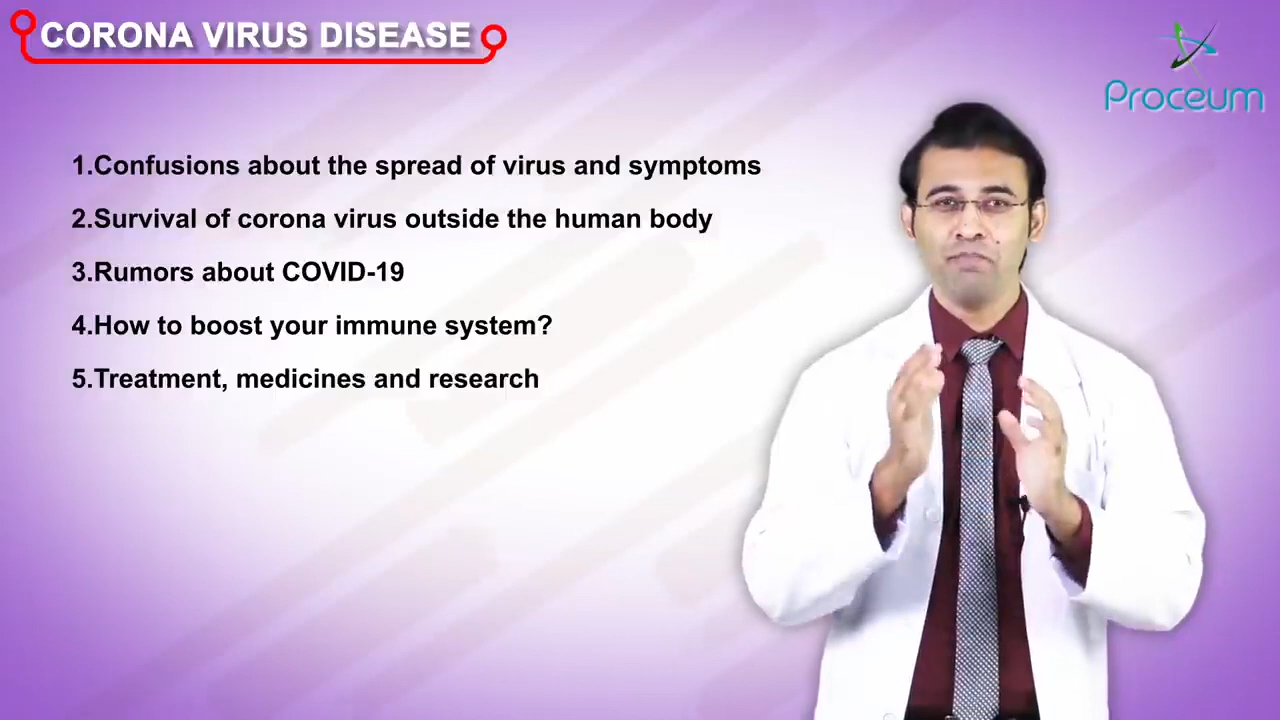 CORONA VIRUS DISEASE
Proceum
1.Confusions about the spread of virus and symptoms
2.Survival of corona virus outside the human body
3.Rumors about COVID-19
4.How to boost your immune system?
5.Treatment, medicines and research